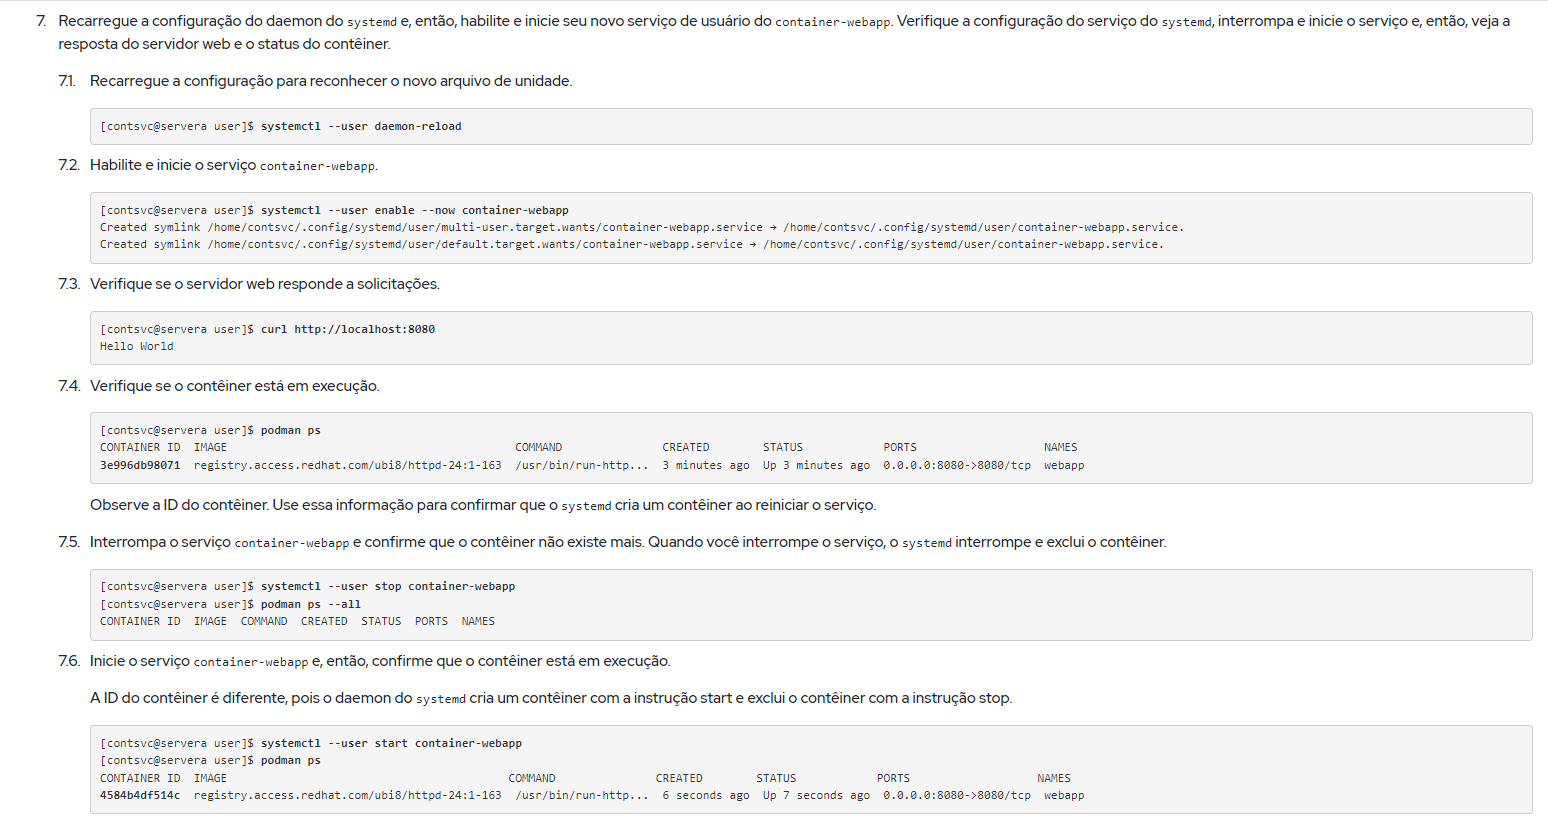 7. Recarregue a configuração do daemon do systemd e, então, habilite e inicie seu novo serviço de usuário do container-webapp. Verifique a configuração do serviço do systemd, interrompa e inicie o serviço e, então, veja a
resposta do servidor web e o status do contêiner.
7.1. Recarregue a configuração para reconhecer o novo arquivo de unidade.
[contsvc@servera user]$ systemctl --user daemon-reload
7.2. Habilite e inicie o serviço container-webapp.
[contsvc@servera user]$ systemctl --user enable --now container-webapp
Created symlink /home/contsvc/.config/systemd/user/multi-user.target.wants/container-webapp.service → /home/contsvc/.config/systemd/user/container-webapp.service.
Created symlink /home/contsvc/.config/systemd/user/default.target.wants/container-webapp.service → /home/contsvc/.config/systemd/user/container-webapp.service.
7.3. Verifique se o servidor web responde a solicitações.
[contsvc@servera user]$ curl http://localhost:8080
Hello World
7.4. Verifique se o contêiner está em execução.
[contsvc@servera user]$ podman ps
CONTAINER ID IMAGE COMMAND CREATED STATUS PORTS NAMES
3e996db98071 registry.access.redhat.com/ubi8/httpd-24:1-163 /usr/bin/run-http... 3 minutes ago Up 3 minutes ago 0.0.0.0:8080->8080/tcp webapp
Observe a ID do contêiner. Use essa informação para confirmar que o systemd cria um contêiner ao reiniciar o serviço.
7.5. Interrompa o serviço container-webapp e confirme que o contêiner não existe mais. Quando você interrompe o serviço, o systemd interrompe e exclui o contêiner.
[contsvc@servera user]$ systemctl --user stop container-webapp
[contsvc@servera user]$ podman ps --all
CONTAINER ID IMAGE COMMAND CREATED STATUS PORTS NAMES
7.6. Inicie o serviço container-webapp e, então, confirme que o contêiner está em execução.
A ID do contêiner é diferente, pois o daemon do systemd cria um contêiner com a instrução start e exclui o contêiner com a instrução stop.
[contsvc@servera user]$ systemctl --user start container-webapp
[contsvc@servera user]$ podman ps
CONTAINER ID IMAGE COMMAND CREATED STATUS PORTS NAMES
4584b4df514c registry.access.redhat.com/ubi8/httpd-24:1-163 /usr/bin/run-http... 6 seconds ago Up 7 seconds ago 0.0.0.0:8080->8080/tcp webapp